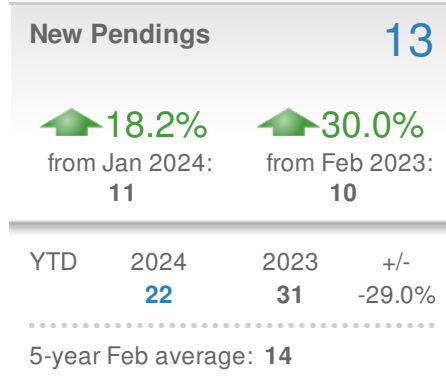 New Pendings 13
18.2% 30.0%
from Jan 2024: from Feb 2023:
11 10
YTD 2024 2023 +/-
22 31 -29.0%
5-year Feb average: 14